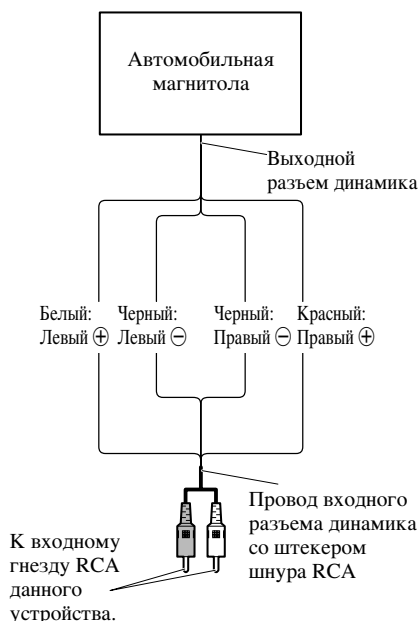 Автомобильная
магнитола
Выходной
разъем динамика
Белый:
Левый ⊕
Черный:
Левый ⊖
Черный:
Правый ⊖
Красный:
Правый ⊕
Провод входного
разъема динамика
со штекером
шнура RCA
К входному
гнезду RCA
данного
устройства.